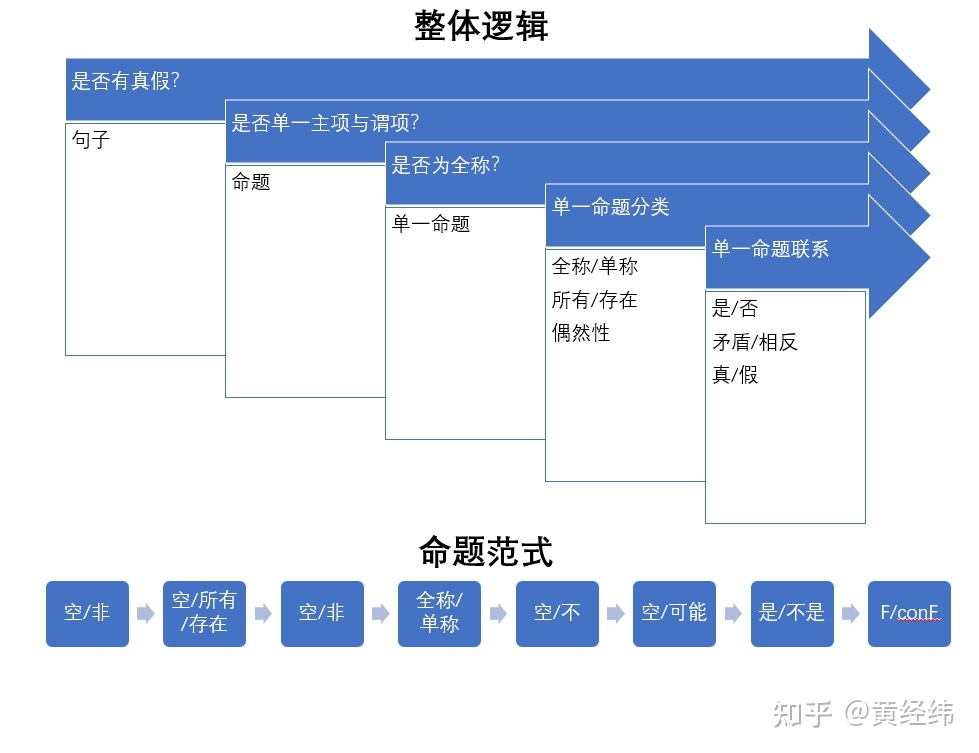 整体逻辑
是否有真假?
句子
是否单一主项与谓项?
命题
是否为全称?
单一命题
单一命题分类
全称/单称
所有/存在
偶然性
单一命题联系
是/否
矛盾/相反
真/假
命题范式
空/非
空/所有
/存在
空/非
全称/
单称
空/不
空/可能
是/不是
F/conF
知乎 @黄经纬